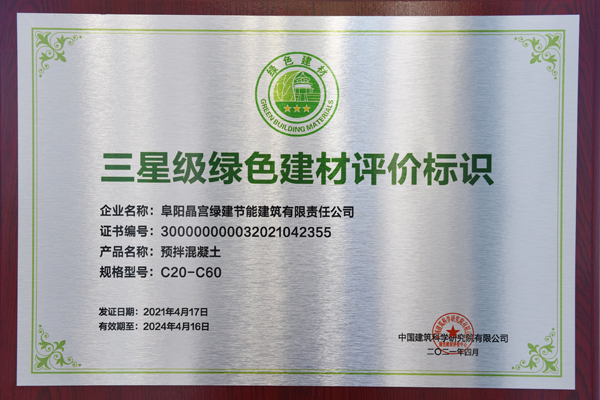 绿色建材
GREEN BUILDING MATERIALS
三星级绿色建材评价标识
企业名称：阜阳晶宫绿建节能建筑有限责任公司
证书编号：300000000032021042355
产品名称：预拌混凝土
规格型号：C20-C60
发证日期：2021年4月17日
有效期至：2024年4月16日
中国建筑科学研究院有限公司
二〇二一年四月